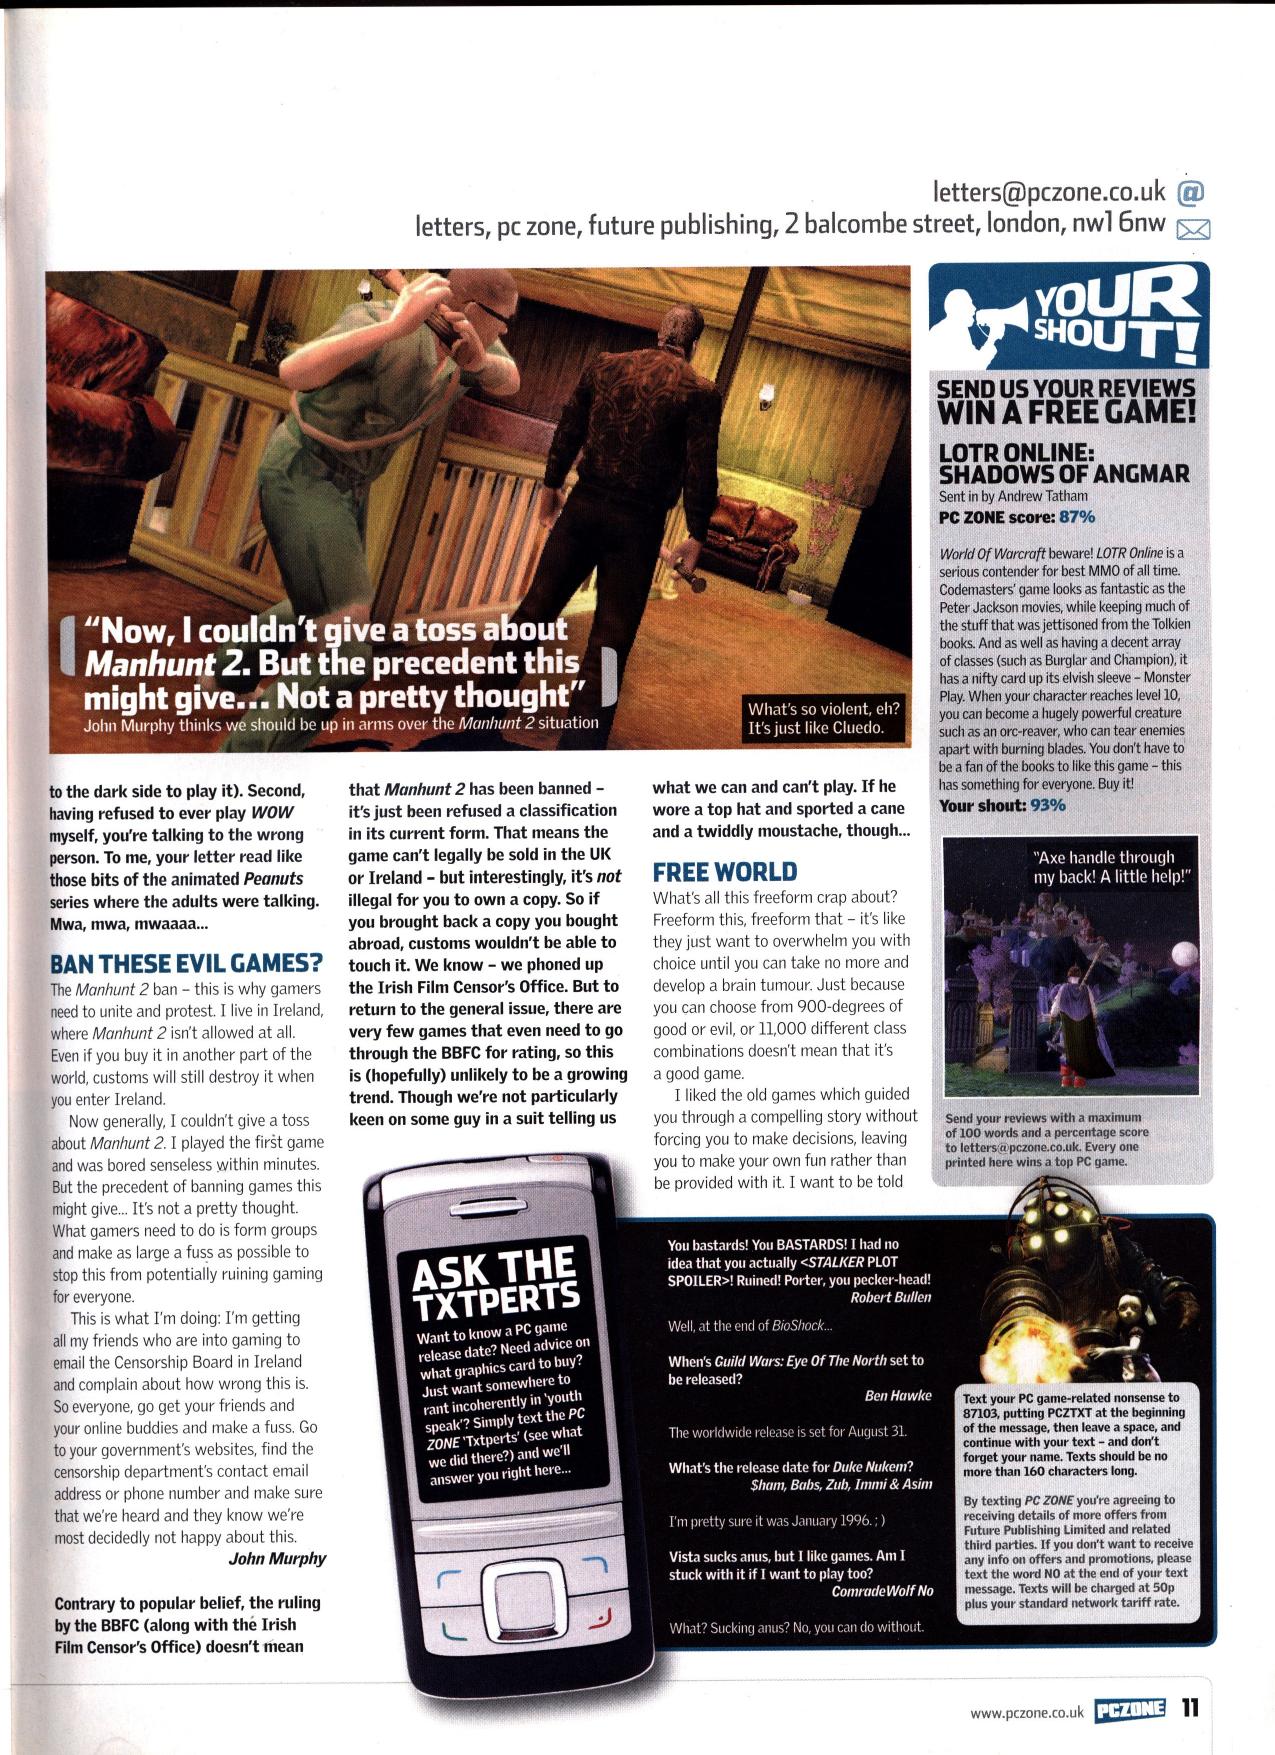 letters@pczone.co.uk @
letters, pc zone, future publishing, 2 balcombe street, london, nw1 6nw
“Now, I couldn’t give a toss about
Manhunt 2. But the precedent this
might give... Not a pretty thought”
John Murphy thinks we should be up in arms over the Manhunt 2 situation
What’s so violent, eh?
It’s just like Cluedo.
to the dark side to play it). Second,
having refused to ever play WOW
myself, you’re talking to the wrong
person. To me, your letter read like
those bits of the animated Peanuts
series where the adults were talking.
Mwa, mwa, mwaaaa...
BAN THESE EVIL GAMES?
The Manhunt 2 ban – this is why gamers
need to unite and protest. I live in Ireland,
where Manhunt 2 isn’t allowed at all.
Even if you buy it in another part of the
world, customs will still destroy it when
you enter Ireland.
Now generally, I couldn’t give a toss
about Manhunt 2. I played the first game
and was bored senseless within minutes.
But the precedent of banning games this
might give... It’s not a pretty thought.
What gamers need to do is form groups
and make as large a fuss as possible to
stop this from potentially ruining gaming
for everyone.
This is what I’m doing: I’m getting
all my friends who are into gaming to
email the Censorship Board in Ireland
and complain about how wrong this is.
So everyone, go get your friends and
your online buddies and make a fuss. Go
to your government’s websites, find the
censorship department’s contact email
address or phone number and make sure
that we’re heard and they know we’re
most decidedly not happy about this.
John Murphy
Contrary to popular belief, the ruling
by the BBFC (along with the Irish
Film Censor’s Office) doesn’t mean
that Manhunt 2 has been banned –
it’s just been refused a classification
in its current form. That means the
game can’t legally be sold in the UK
or Ireland – but interestingly, it’s not
illegal for you to own a copy. So if
you brought back a copy you bought
abroad, customs wouldn’t be able to
touch it. We know – we phoned up
the Irish Film Censor’s Office. But to
return to the general issue, there are
very few games that even need to go
through the BBFC for rating, so this
is (hopefully) unlikely to be a growing
trend. Though we’re not particularly
keen on some guy in a suit telling us
what we can and can’t play. If he
wore a top hat and sported a cane
and a twiddly moustache, though...
FREE WORLD
What’s all this freeform crap about?
Freeform this, freeform that – it’s like
they just want to overwhelm you with
choice until you can take no more and
develop a brain tumour. Just because
you can choose from 900-degrees of
good or evil, or 11,000 different class
combinations doesn’t mean that it’s
a good game.
I liked the old games which guided
you through a compelling story without
forcing you to make decisions, leaving
you to make your own fun rather than
be provided with it. I want to be told
YOUR
SHOUT!
SEND US YOUR REVIEWS
WIN A FREE GAME!
LOTR ONLINE:
SHADOWS OF ANGMAR
Sent in by Andrew Tatham
PC ZONE score: 87%
World Of Warcraft beware! LOTR Online is a
serious contender for best MMO of all time.
Codemasters’ game looks as fantastic as the
Peter Jackson movies, while keeping much of
the stuff that was jettisoned from the Tolkien
books. And as well as having a decent array
of classes (such as Burglar and Champion), it
has a nifty card up its elvish sleeve – Monster
Play. When your character reaches level 10,
you can become a hugely powerful creature
such as an orc-reaver, who can tear enemies
apart with burning blades. You don’t have to
be a fan of the books to like this game – this
has something for everyone. Buy it!
Your shout: 93%
“Axe handle through
my back! A little help!”
Send your reviews with a maximum
of 100 words and a percentage score
to letters@pczone.co.uk. Every one
printed here wins a top PC game.
ASK THE
TXTPERTS
Want to know a PC game
release date? Need advice on
what graphics card to buy?
Just want somewhere to
rant incoherently in ‘youth
speak’? Simply text the PC
ZONE ‘Txtperts’ (see what
we did there?) and we’ll
answer you right here...
You bastards! You BASTARDS! I had no
idea that you actually <STALKER PLOT
SPOILER>! Ruined! Porter, you pecker-head!
Robert Bullen
Well, at the end of BioShock...
When’s Guild Wars: Eye Of The North set to
be released?
Ben Hawke
The worldwide release is set for August 31.
What’s the release date for Duke Nukem?
Sham, Babs, Zub, Immi & Asim
I’m pretty sure it was January 1996. ; )
Vista sucks anus, but I like games. Am I
stuck with it if I want to play too?
ComradeWolf No
What? Sucking anus? No, you can do without.
Text your PC game-related nonsense to
87103, putting PCZTXT at the beginning
of the message, then leave a space, and
continue with your text – and don’t
forget your name. Texts should be no
more than 160 characters long.
By texting PC ZONE you’re agreeing to
receiving details of more offers from
Future Publishing Limited and related
third parties. If you don’t want to receive
any info on offers and promotions, please
text the word NO at the end of your text
message. Texts will be charged at 50p
plus your standard network tariff rate.
www.pczone.co.uk PCZONE 11